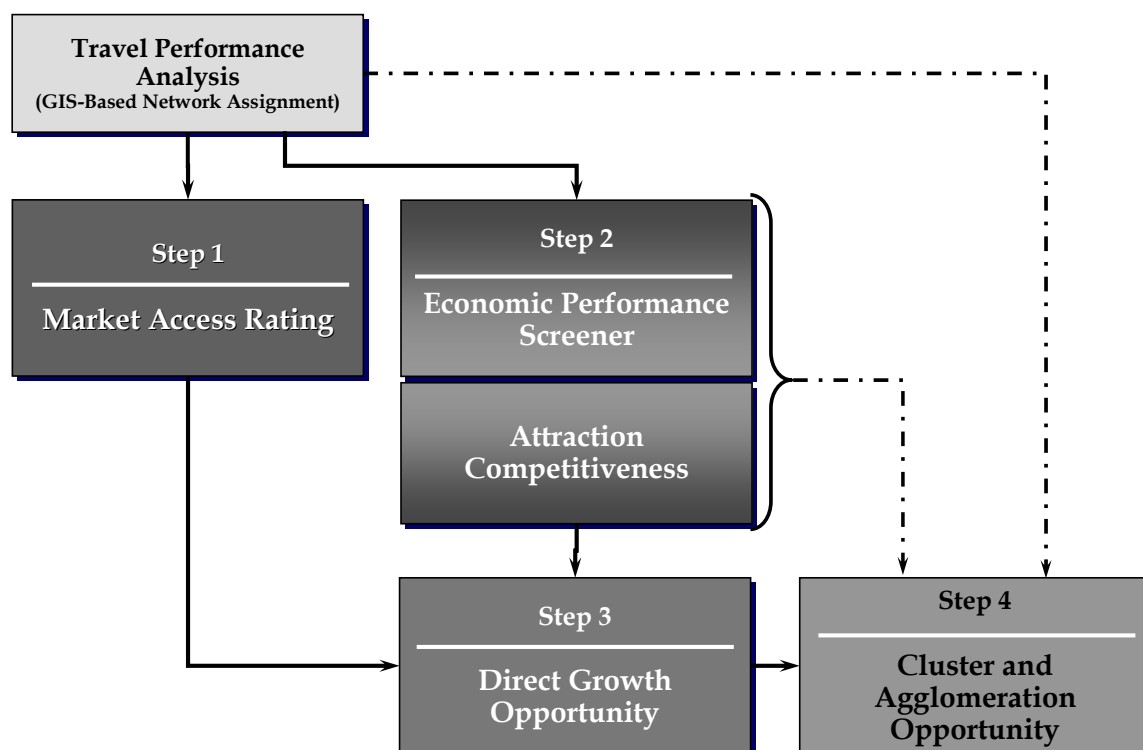 Travel Performance
Analysis
(GIS-Based Network Assignment)
Step 1
Market Access Rating
Step 2
Economic Performance
Screener
Attraction
Competitiveness
Step 3
Direct Growth
Opportunity
Step 4
Cluster and
Agglomeration
Opportunity